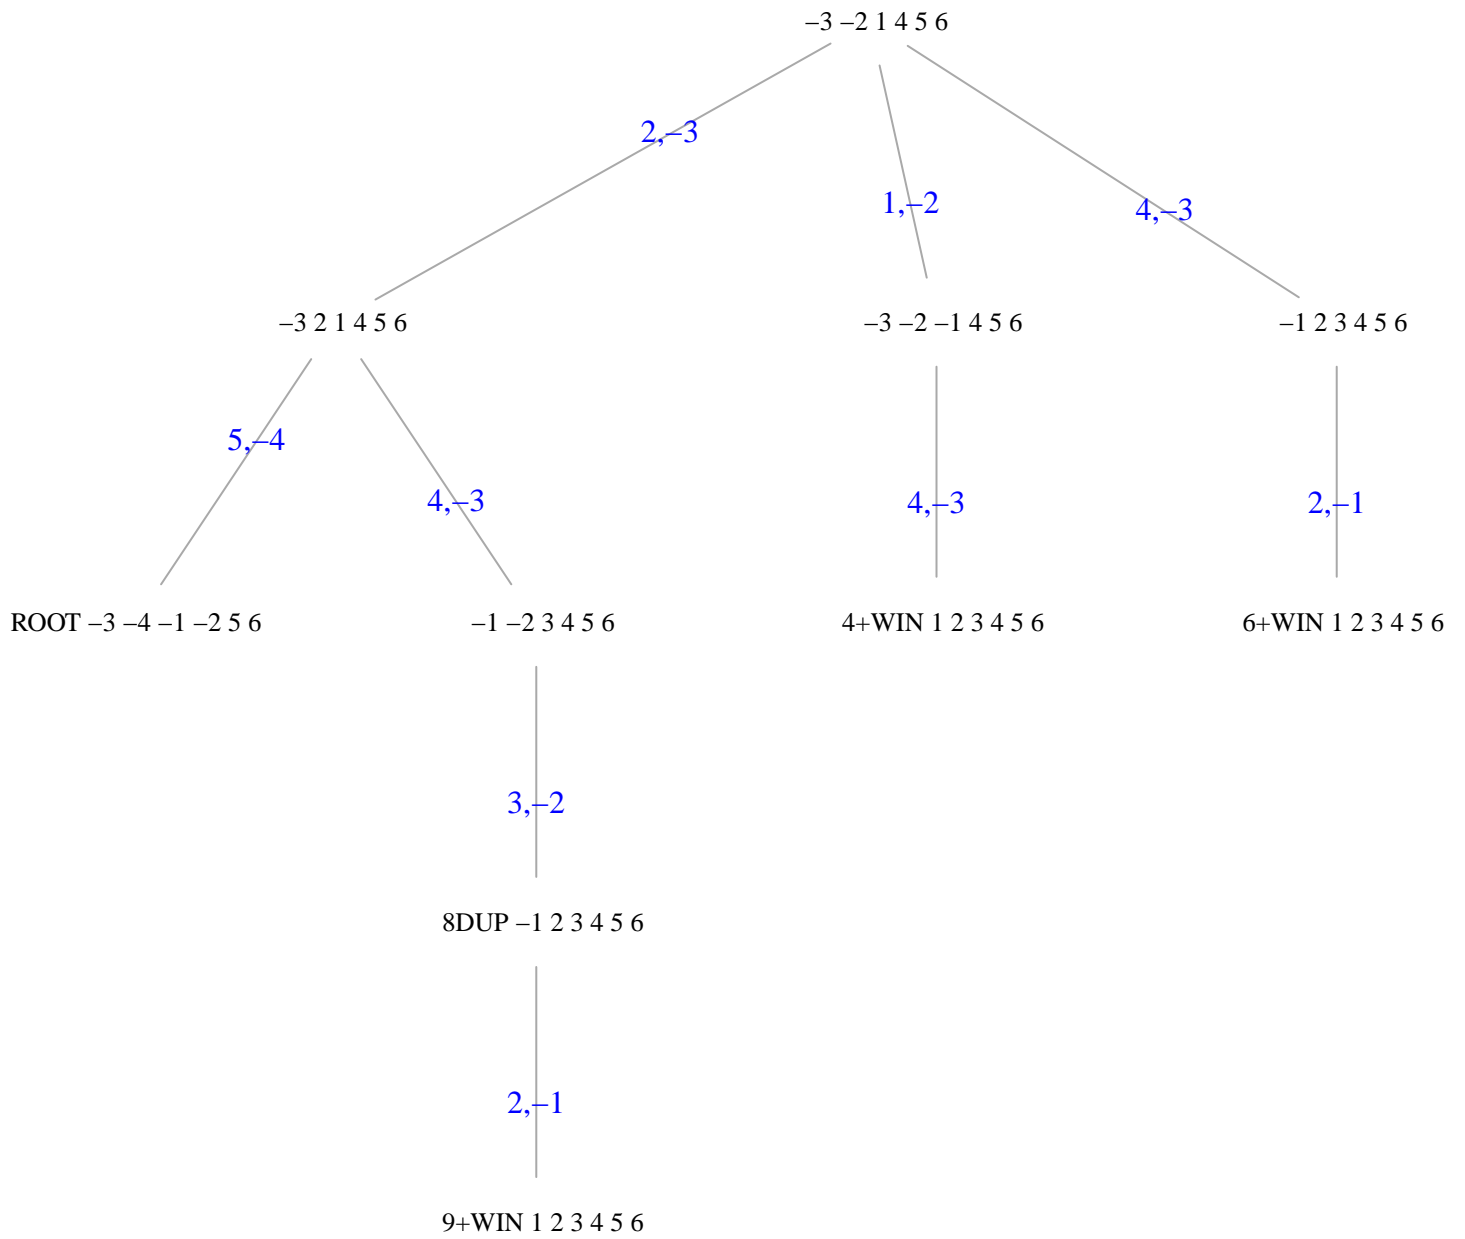 –3 –2 1 4 5 6
2,–3
1,–2
4,–3
–3 2 1 4 5 6
–3 –2 –1 4 5 6
–1 2 3 4 5 6
5,–4
4,–3
4,–3
2,–1
ROOT –3 –4 –1 –2 5 6
–1 –2 3 4 5 6
4+WIN 1 2 3 4 5 6
6+WIN 1 2 3 4 5 6
3,–2
8DUP –1 2 3 4 5 6
2,–1
9+WIN 1 2 3 4 5 6